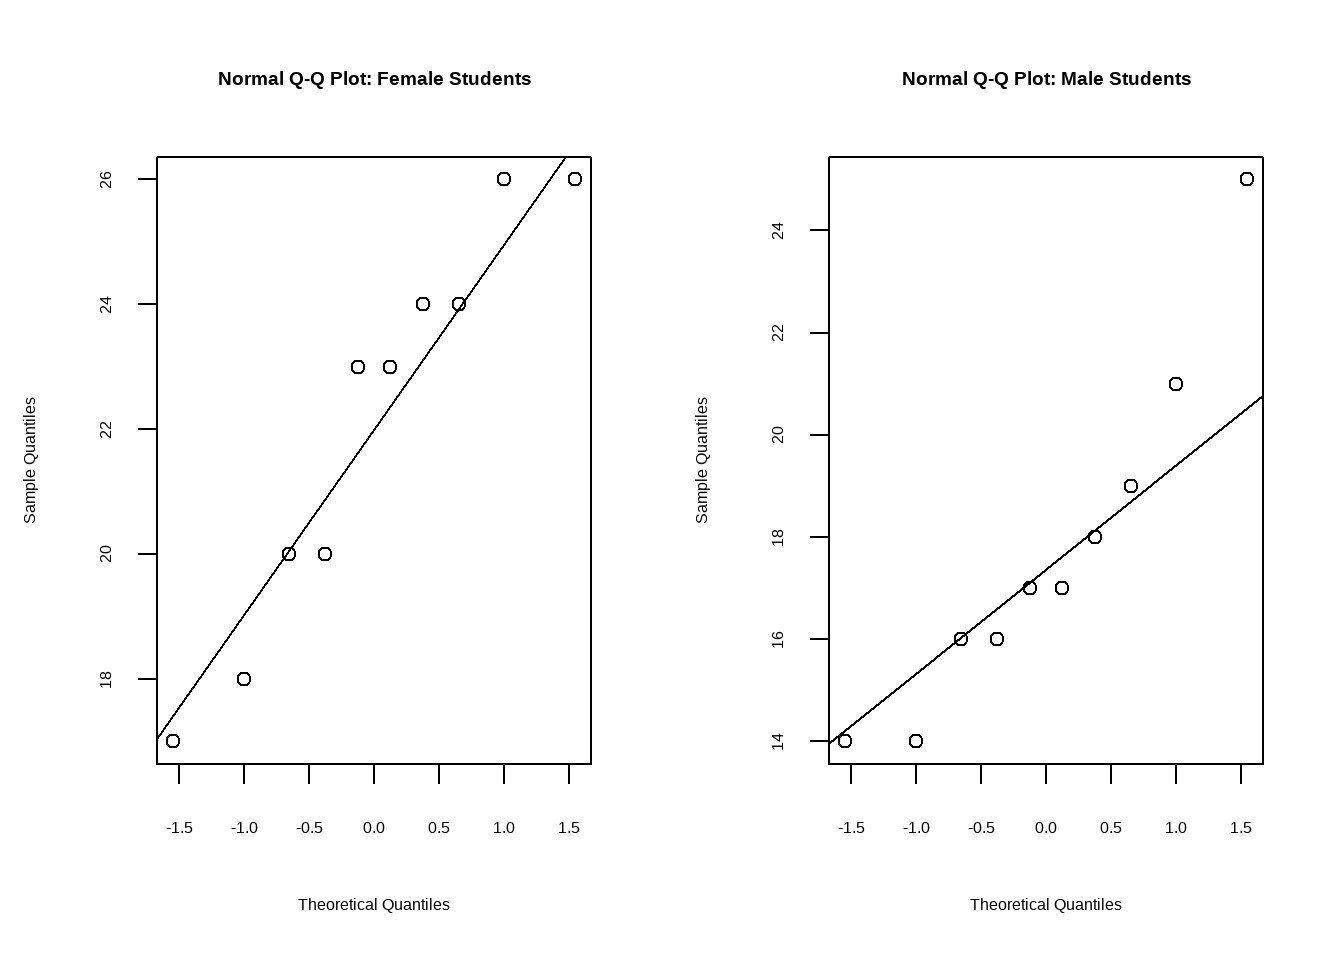 Normal Q-Q Plot: Female Students
Sample Quantiles
26
24
22
20
18
-1.5 -1.0 -0.5 0.0 0.5 1.0 1.5
Theoretical Quantiles
Normal Q-Q Plot: Male Students
Sample Quantiles
24
22
20
18
16
14
-1.5 -1.0 -0.5 0.0 0.5 1.0 1.5
Theoretical Quantiles